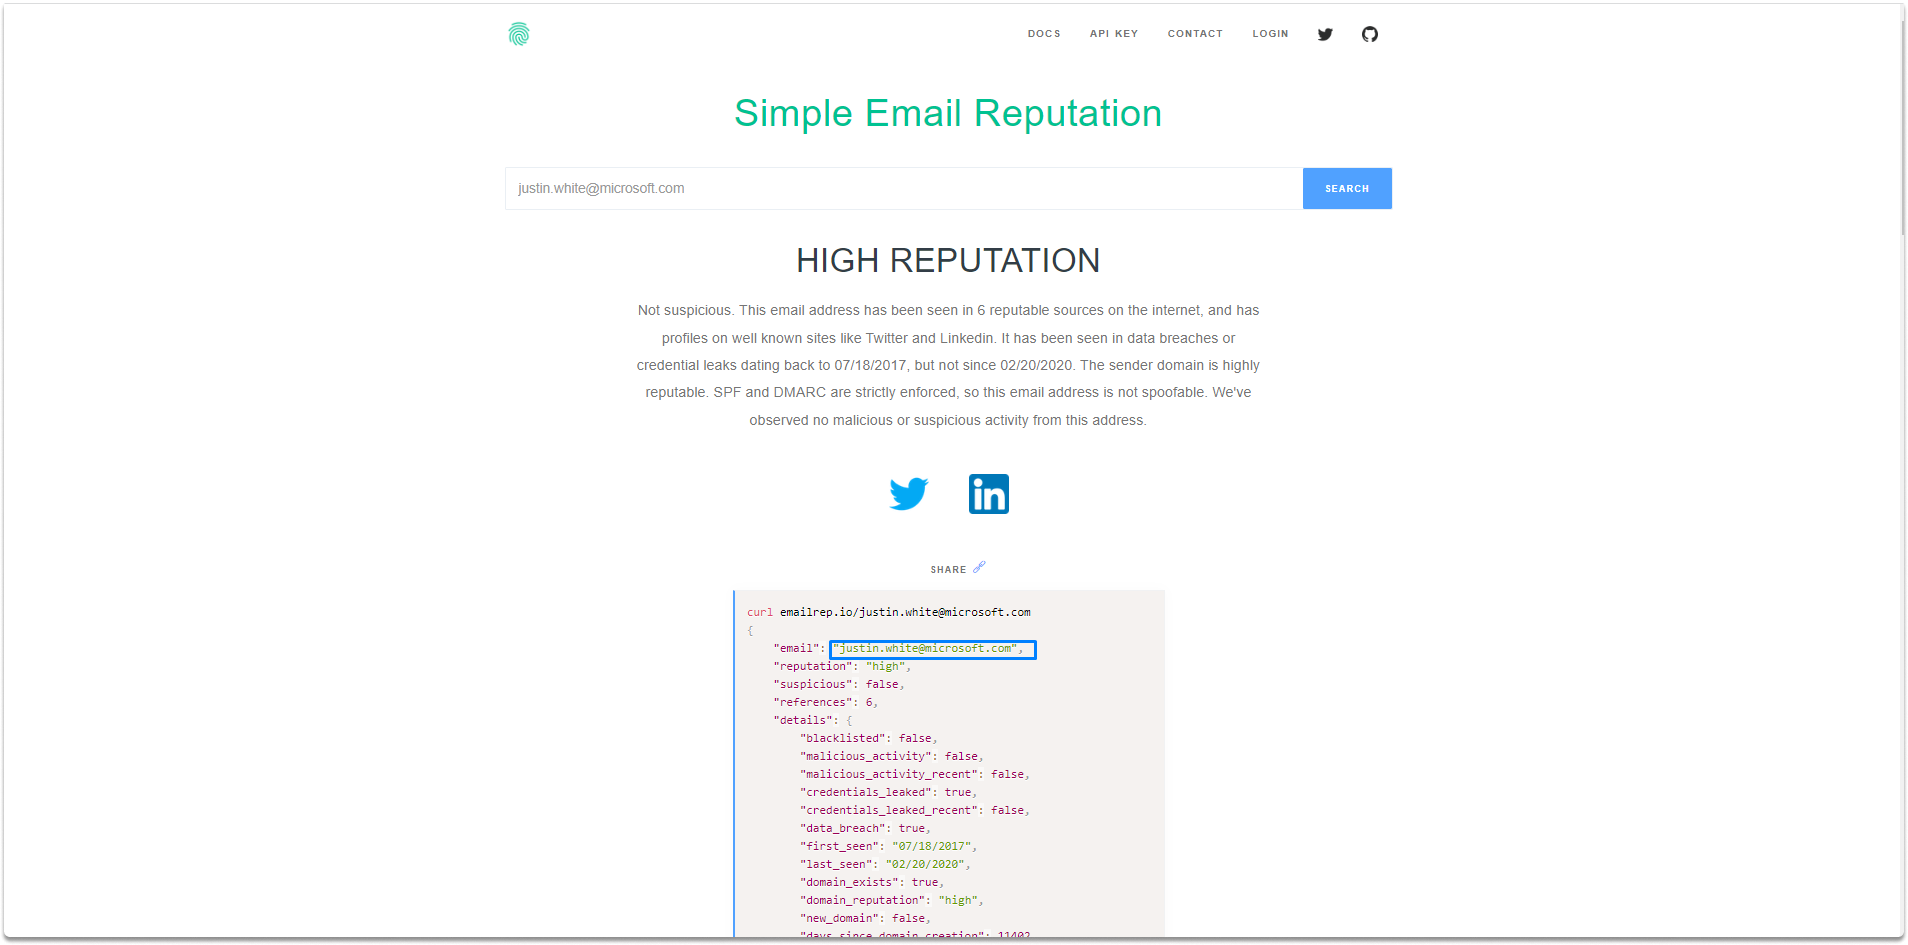 DOCS API KEY CONTACT LOGIN
Simple Email Reputation
justin.white@microsoft.com SEARCH
HIGH REPUTATION
Not suspicious. This email address has been seen in 6 reputable sources on the internet, and has
profiles on well known sites like Twitter and Linkedin. It has been seen in data breaches or
credential leaks dating back to 07/18/2017, but not since 02/20/2020. The sender domain is highly
reputable. SPF and DMARC are strictly enforced, so this email address is not spoofable. We've
observed no malicious or suspicious activity from this address.
in
SHARE
curl emailrep.io/justin.white@microsoft.com
{
"email": "justin.white@microsoft.com",
"reputation": "high",
"suspicious": false,
"references": 6,
"details": {
"blacklisted": false,
"malicious_activity": false,
"malicious_activity_recent": false,
"credentials_leaked": true,
"credentials_leaked_recent": false,
"data_breach": true,
"first_seen": "07/18/2017",
"last_seen": "02/20/2020",
"domain_exists": true,
"domain_reputation": "high",
"new_domain": false,
"days_since_domain_creation": 11402